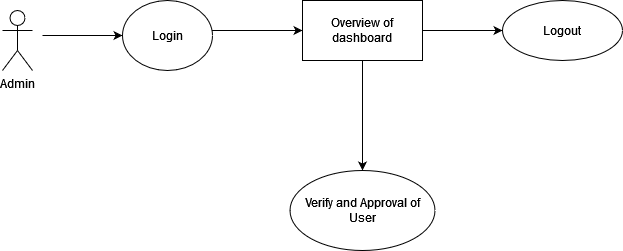 Admin
Login
Overview of
dashboard
Logout
Verify and Approval of
User